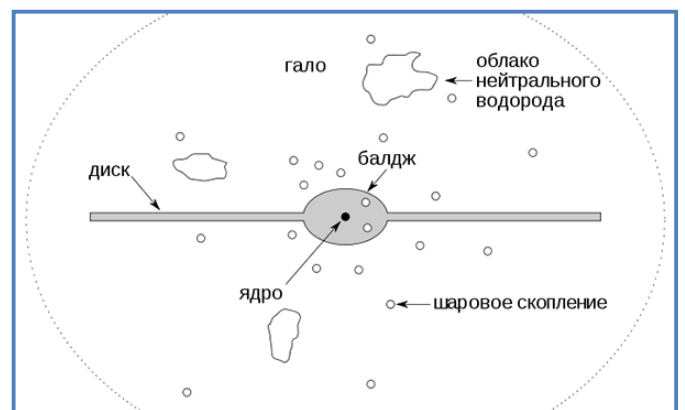 гало
облако
нейтрального
водорода
диск
балдж
ядро
шаровое скопление